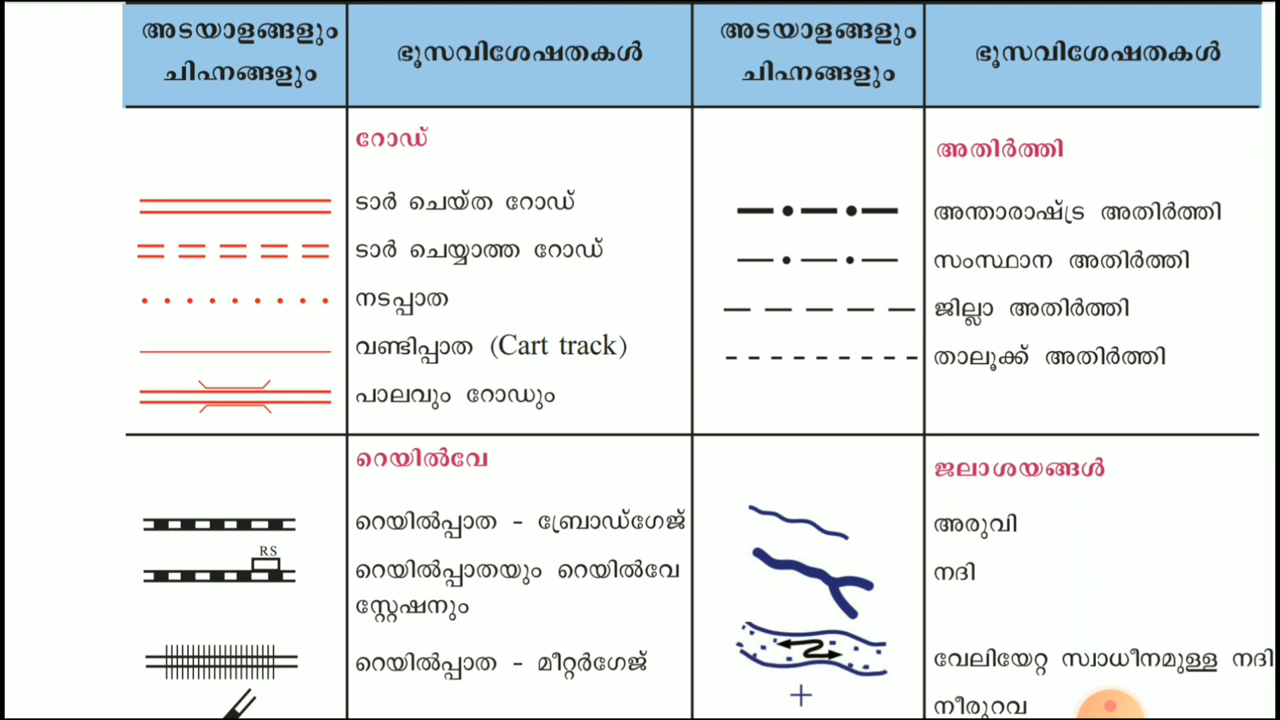 അടയാളങ്ങളും
ചിഹ്നങ്ങളും
ഭൂസവിശേഷതകൾ
അടയാളങ്ങളും
ചിഹ്നങ്ങളും
ഭൂസവിശേഷതകൾ
റോഡ്
ടാർ ചെയ്ത റോഡ്
ടാർ ചെയ്യാത്ത റോഡ്
നടപ്പാത
വണ്ടിപ്പാത (Cart track)
പാലവും റോഡും
അതിർത്തി
അന്താരാഷ്ട്ര അതിർത്തി
സംസ്ഥാന അതിർത്തി
ജില്ലാ അതിർത്തി
താലൂക്ക് അതിർത്തി
റെയിൽവേ
റെയിൽപ്പാത - ബ്രോഡ്ഗേജ്
RS
റെയിൽപ്പാതയും റെയിൽവേ
സ്റ്റേഷനും
റെയിൽപ്പാത - മീറ്റർഗേജ്
ജലാശയങ്ങൾ
അരുവി
നദി
വേലിയേറ്റ സ്വാധീനമുള്ള നദി
നീരുറവ